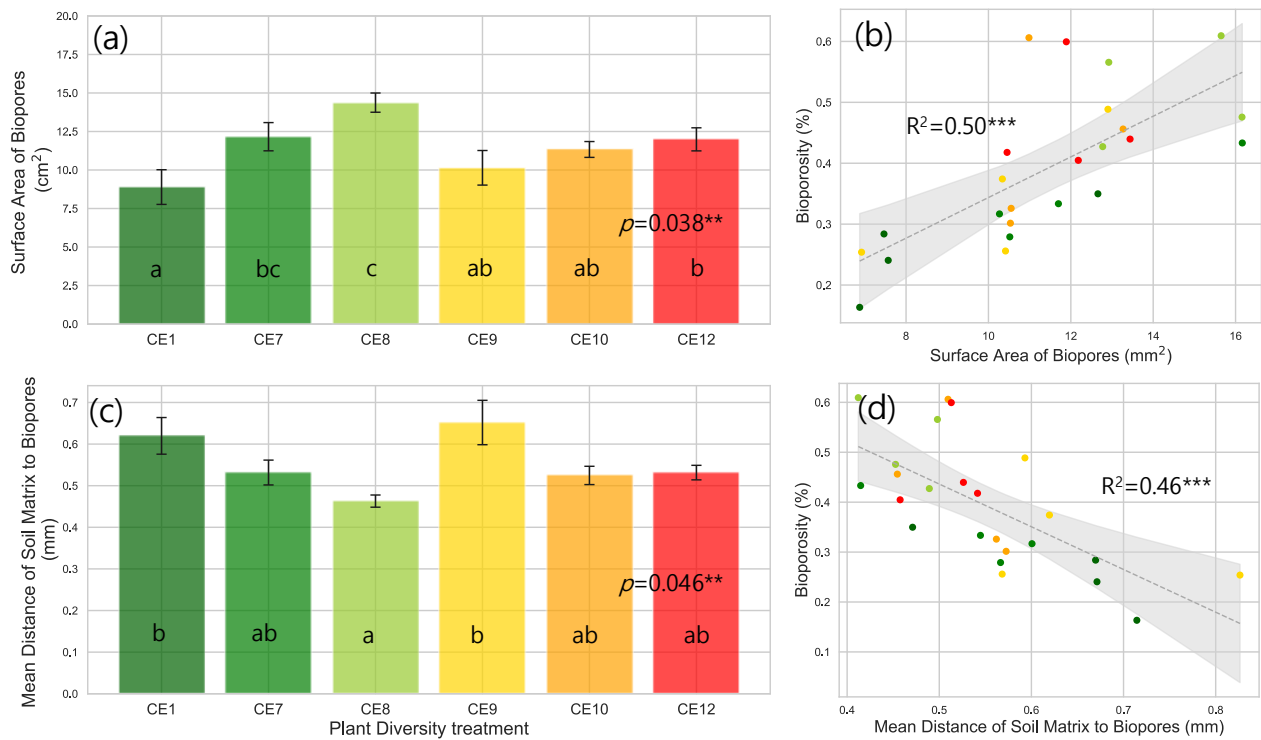 (a)
Surface Area of Biopores
(cm²)
20.0
17.5
15.0
12.5
10.0
7.5
5.0
2.5
0.0
p=0.038**
a
bc
c
ab
ab
b
CE1
CE7
CE8
CE9
CE10
CE12
(b)
Bioporosity (%)
0.6
0.5
0.4
0.3
0.2
R²=0.50***
8
10
12
14
16
Surface Area of Biopores (mm²)
(c)
Mean Distance of Soil Matrix to Biopores
(mm)
0.7
0.6
0.5
0.4
0.3
0.2
0.1
0.0
p=0.046**
b
ab
a
b
ab
ab
CE1
CE7
CE8
CE9
CE10
CE12
Plant Diversity treatment
(d)
Bioporosity (%)
0.6
0.5
0.4
0.3
0.2
0.1
R²=0.46***
0.4
0.5
0.6
0.7
0.8
Mean Distance of Soil Matrix to Biopores (mm)